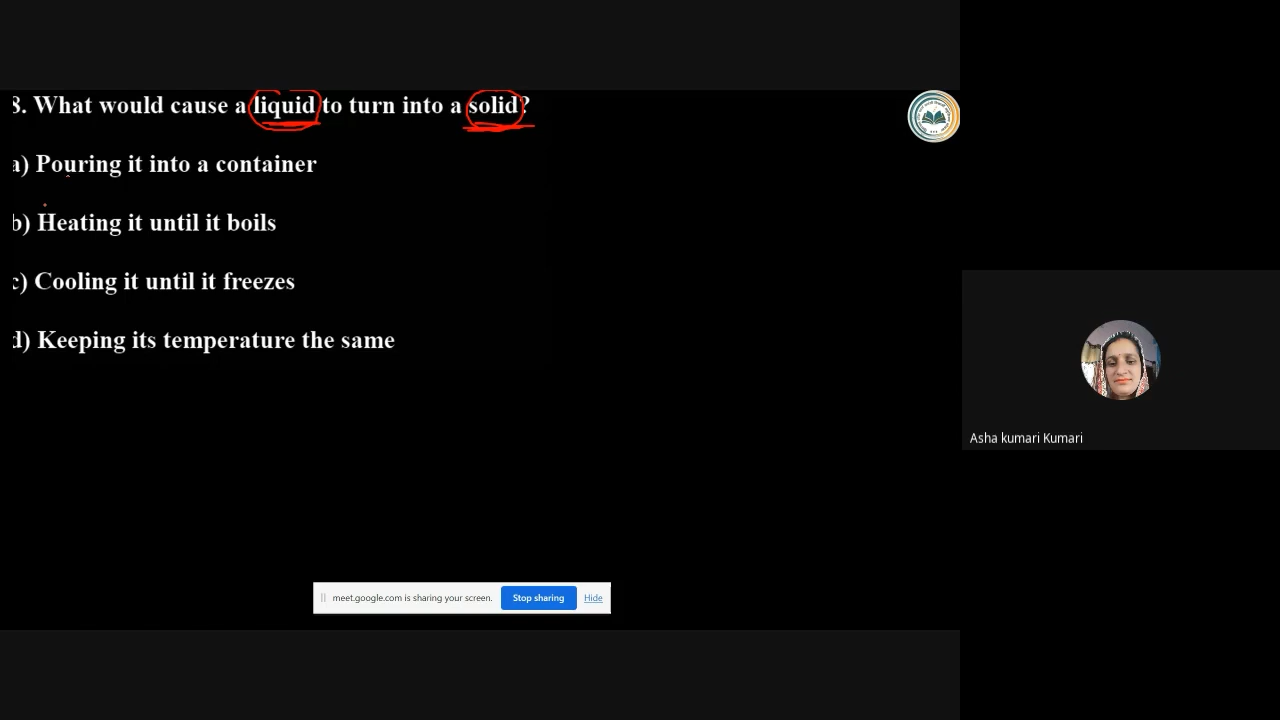 8. What would cause a liquid to turn into a solid?
a) Pouring it into a container
b) Heating it until it boils
c) Cooling it until it freezes
d) Keeping its temperature the same
Asha kumari Kumari
meet.google.com is sharing your screen. Stop sharing Hide